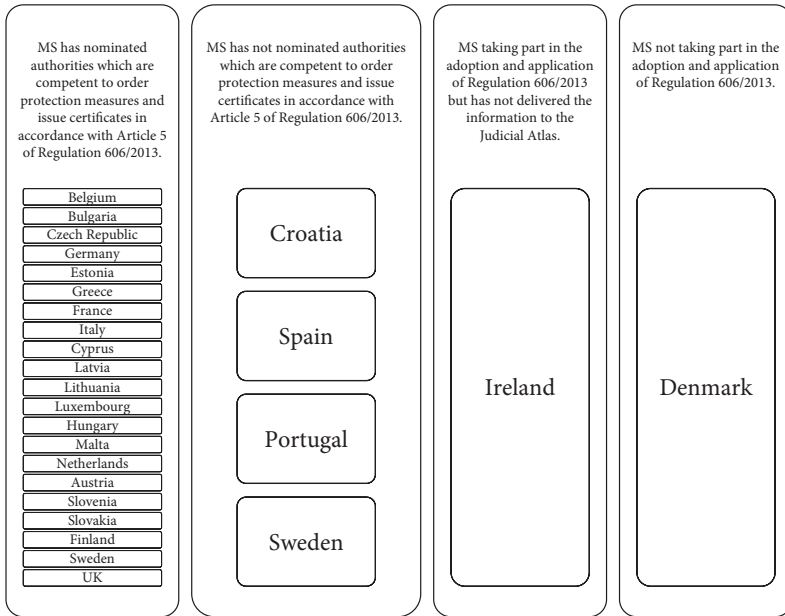 MS has nominated
authorities which are
competent to order
protection measures and
issue certificates in
accordance with Article 5
of Regulation 606/2013.
Belgium
Bulgaria
Czech Republic
Germany
Estonia
Greece
France
Italy
Cyprus
Latvia
Lithuania
Luxembourg
Hungary
Malta
Netherlands
Austria
Slovenia
Slovakia
Finland
Sweden
UK
MS has not nominated authorities
which are competent to order
protection measures and issue
certificates in accordance with
Article 5 of Regulation 606/2013.
Croatia
Spain
Portugal
Sweden
MS taking part in the
adoption and application
of Regulation 606/2013
but has not delivered the
information to the
Judicial Atlas.
Ireland
MS not taking part in the
adoption and application
of Regulation 606/2013.
Denmark